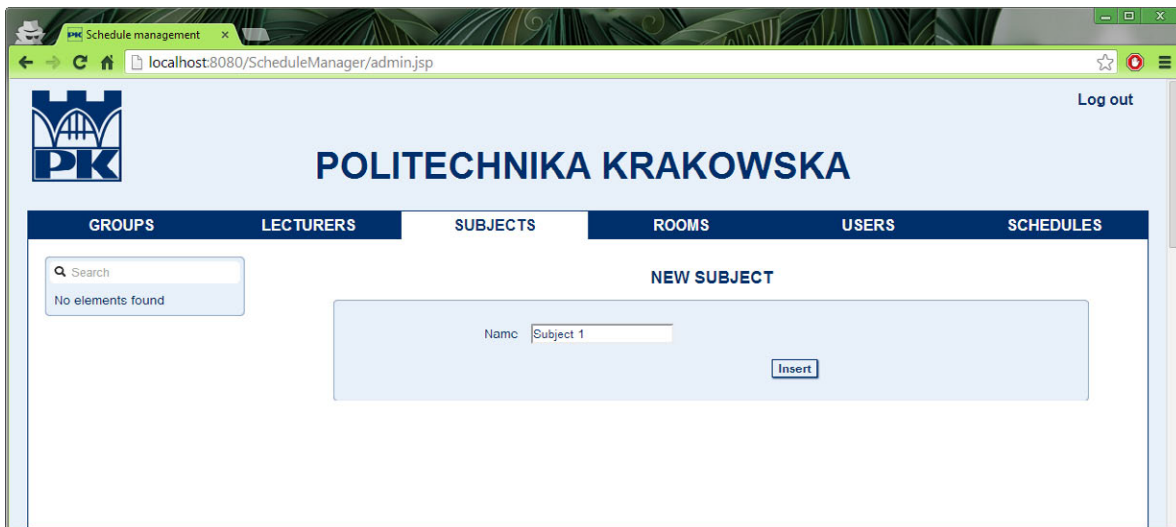 Schedule management
localhost:8080/ScheduleManager/admin.jsp
Log out
PK
POLITECHNIKA KRAKOWSKA
GROUPS LECTURERS SUBJECTS ROOMS USERS SCHEDULES
Search
No elements found
NEW SUBJECT
Name Subject 1
Insert